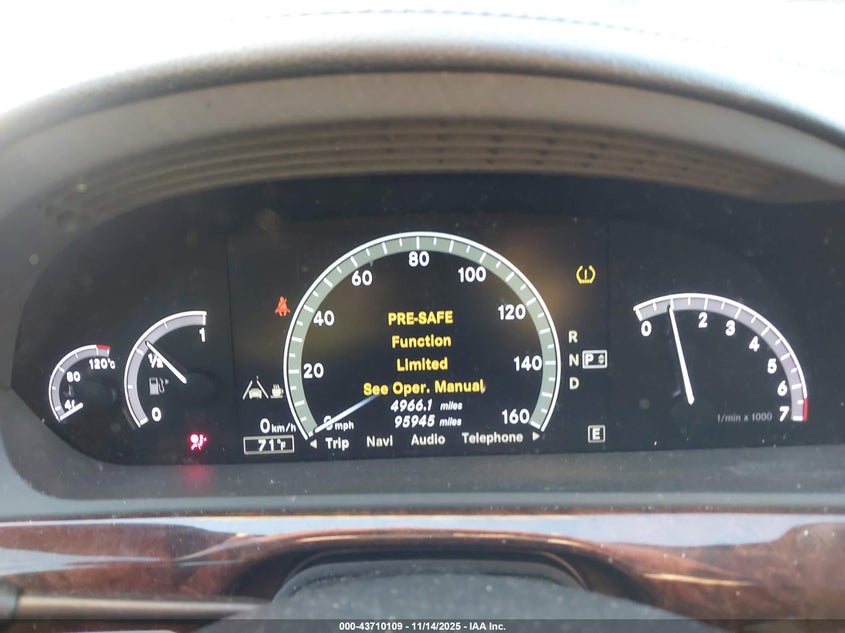 120°C
80
1
1/2
0
0 km/h
71°F
0
20
40
60
80
100
120
140
160
mph
PRE-SAFE
Function
Limited
See Oper. Manual
4966.1 miles
95945 miles
Trip Navi Audio Telephone
R
N P
D
E
0
2
3
4
5
6
7
1/min x 1000
000-43710109 - 11/14/2025 - IAA Inc.